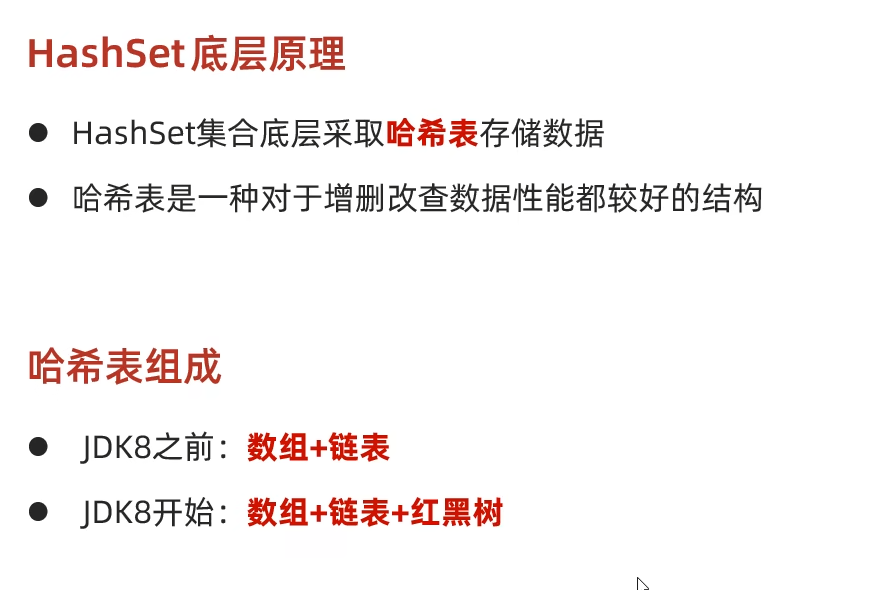 HashSet底层原理
● HashSet集合底层采取哈希表存储数据
● 哈希表是一种对于增删改查数据性能都较好的结构
哈希表组成
● JDK8之前：数组+链表
● JDK8开始：数组+链表+红黑树